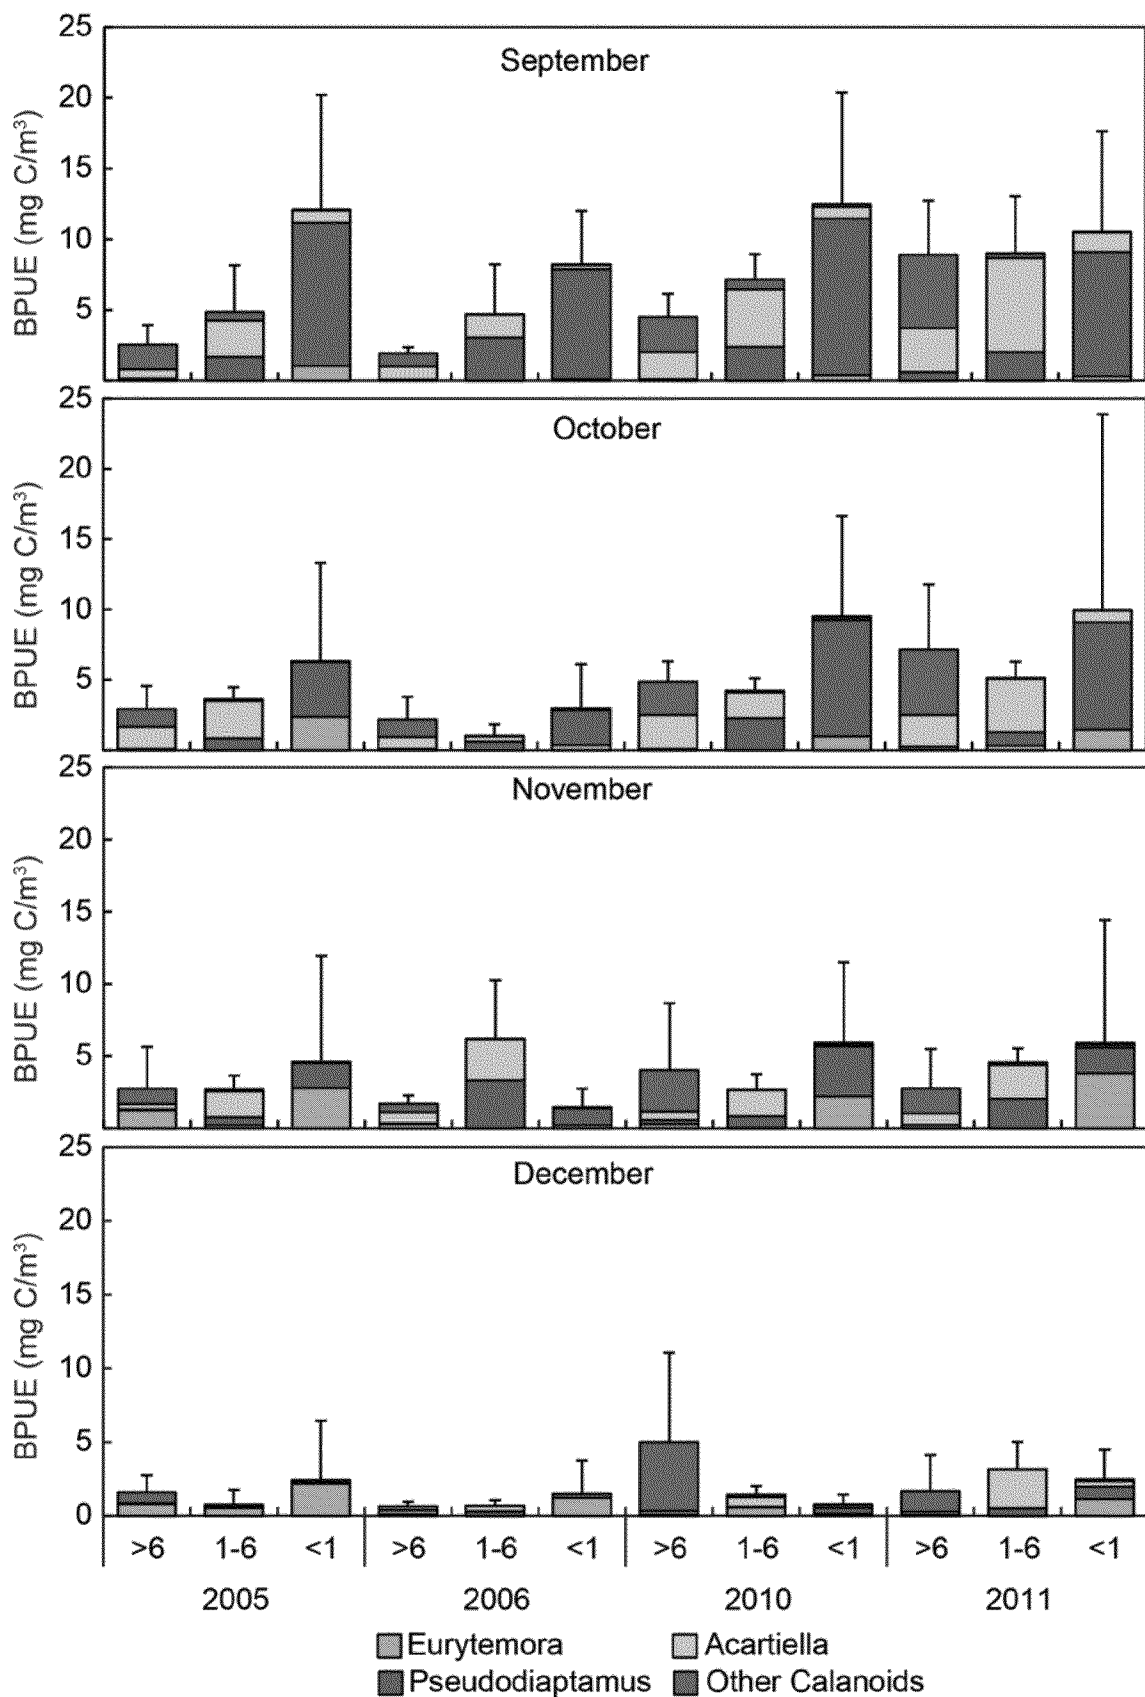 September
BPUE (mg C/m³)
25
20
15
10
5
October
BPUE (mg C/m³)
25
20
15
10
5
November
BPUE (mg C/m³)
25
20
15
10
5
December
BPUE (mg C/m³)
25
20
15
10
5
0
>6 1-6 <1 >6 1-6 <1 >6 1-6 <1 >6 1-6 <1
2005 2006 2010 2011
Eurytemora Acartiella
Pseudodiaptamus Other Calanoids